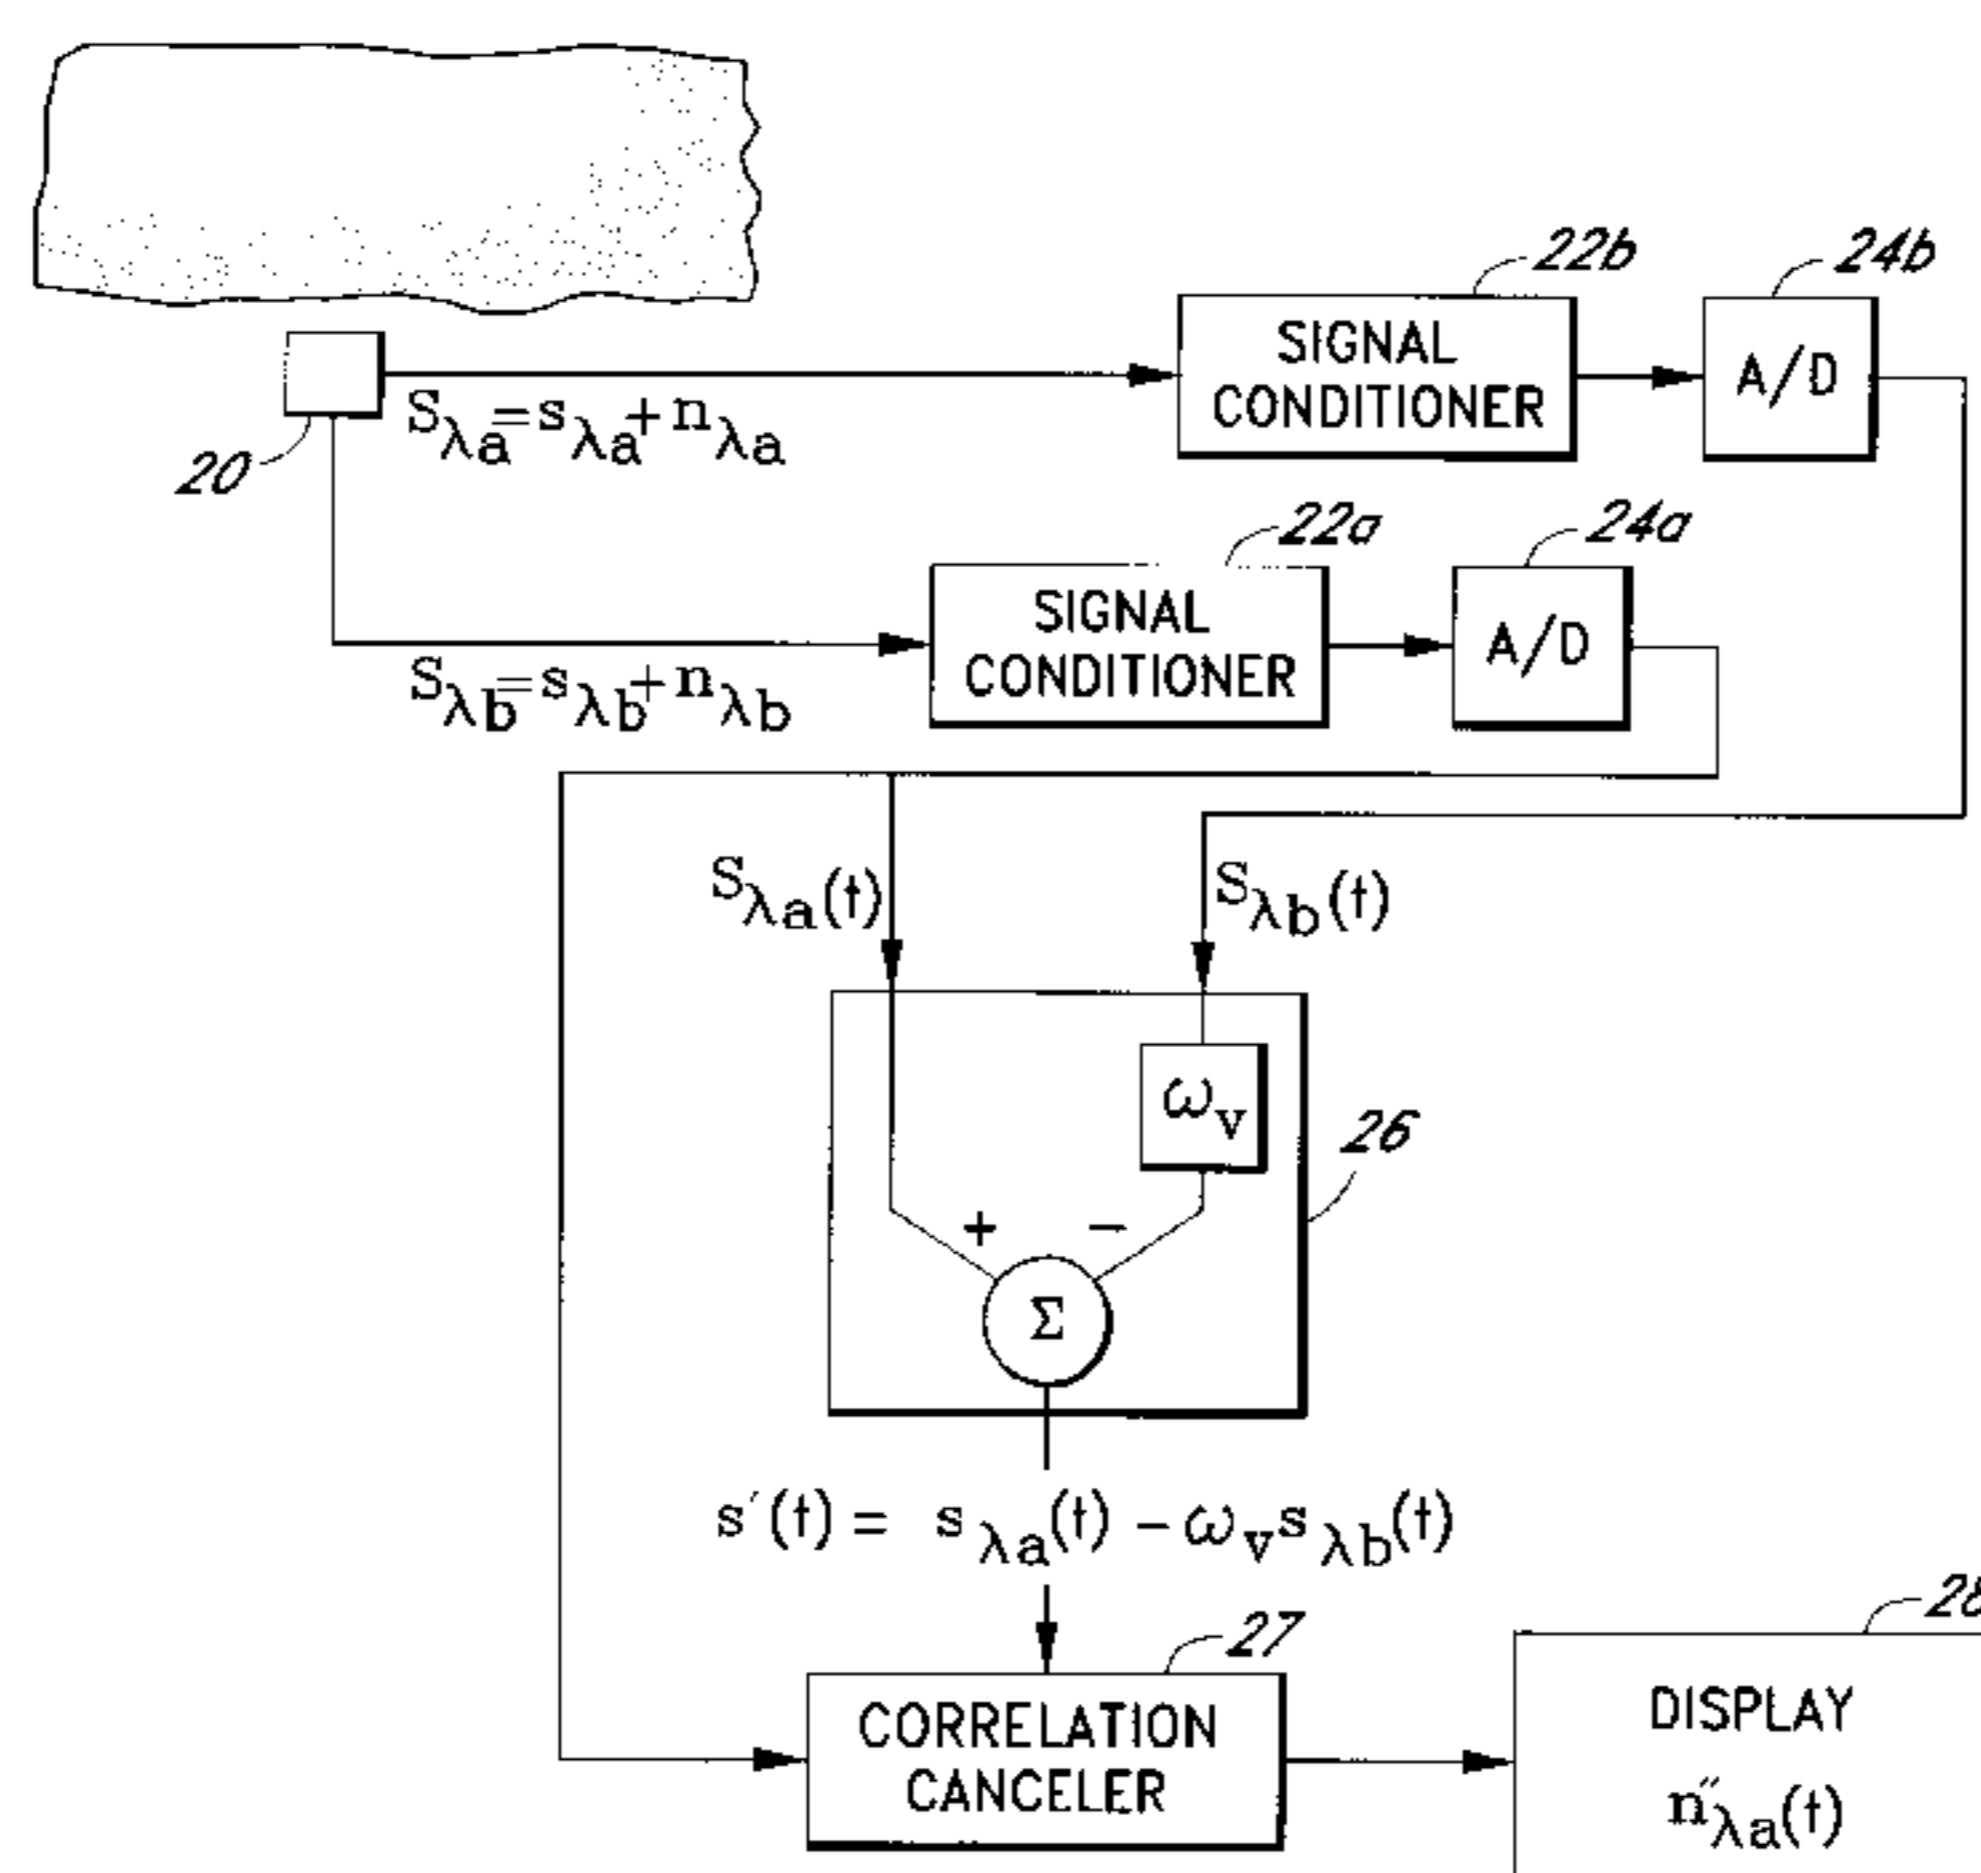 22b
24b
SIGNAL
CONDITIONER
A/D
Sλa=sλa+nλa
20
22a
24a
SIGNAL
CONDITIONER
A/D
Sλb=sλb+nλb
Sλa(t)
Sλb(t)
ωv
26
+
−
Σ
s′(t) = sλa(t) − ωvsλb(t)
27
28
CORRELATION
CANCELER
DISPLAY
n″λa(t)